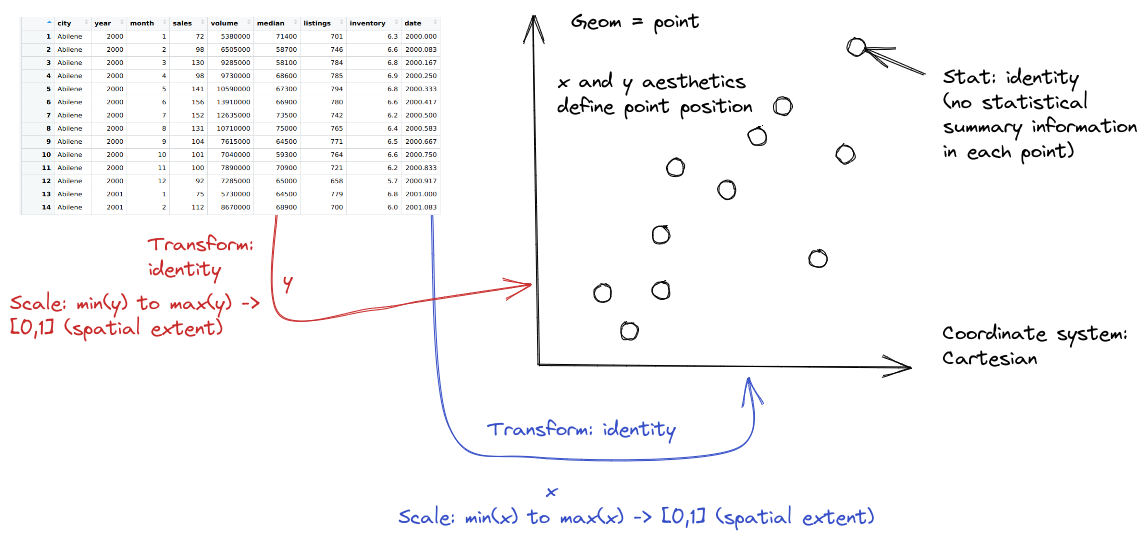 city year month sales volume median listings inventory date
1 Abilene 2000 1 72 5380000 71400 701 6.3 2000.000
2 Abilene 2000 2 98 6505000 58700 746 6.6 2000.083
3 Abilene 2000 3 130 9285000 58100 784 6.8 2000.167
4 Abilene 2000 4 98 9730000 68600 785 6.9 2000.250
5 Abilene 2000 5 141 10590000 67300 794 6.8 2000.333
6 Abilene 2000 6 156 13910000 66900 780 6.6 2000.417
7 Abilene 2000 7 152 12635000 73500 742 6.2 2000.500
8 Abilene 2000 8 131 10710000 75000 765 6.4 2000.583
9 Abilene 2000 9 104 7615000 64500 771 6.5 2000.667
10 Abilene 2000 10 101 7040000 59300 764 6.6 2000.750
11 Abilene 2000 11 100 7890000 70900 721 6.2 2000.833
12 Abilene 2000 12 92 7285000 65000 658 5.7 2000.917
13 Abilene 2001 1 75 5730000 64500 779 6.8 2001.000
14 Abilene 2001 2 112 8670000 68900 700 6.0 2001.083
Geom = point
x and y aesthetics
define point position
Stat: identity
(no statistical
summary information
in each point)
Transform:
identity
y
Scale: min(y) to max(y) ->
[0,1] (spatial extent)
Coordinate system:
Cartesian
Transform: identity
x
Scale: min(x) to max(x) -> [0,1] (spatial extent)